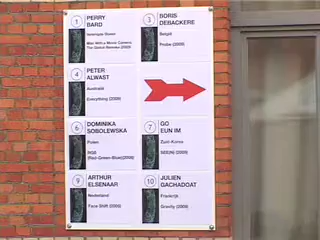 1
PERRY
BARD
Verenigde Staten
Man With a Movie Camera:
The Global Remake (2009)
3
BORIS
DEBACKERE
België
Probe (2008)
4
PETER
ALWAST
Australië
Everything (2008)
6
DOMINIKA
SOBOLEWSKA
Polen
RGB
(Red-Green-Blue)(2008)
7
GO
EUN IM
Zuid-Korea
9
ARTHUR
ELSENAAR
Nederland
Face Shift (2005)
10
JULIEN
GACHADOAT
Frankrijk
Gravity (2009)